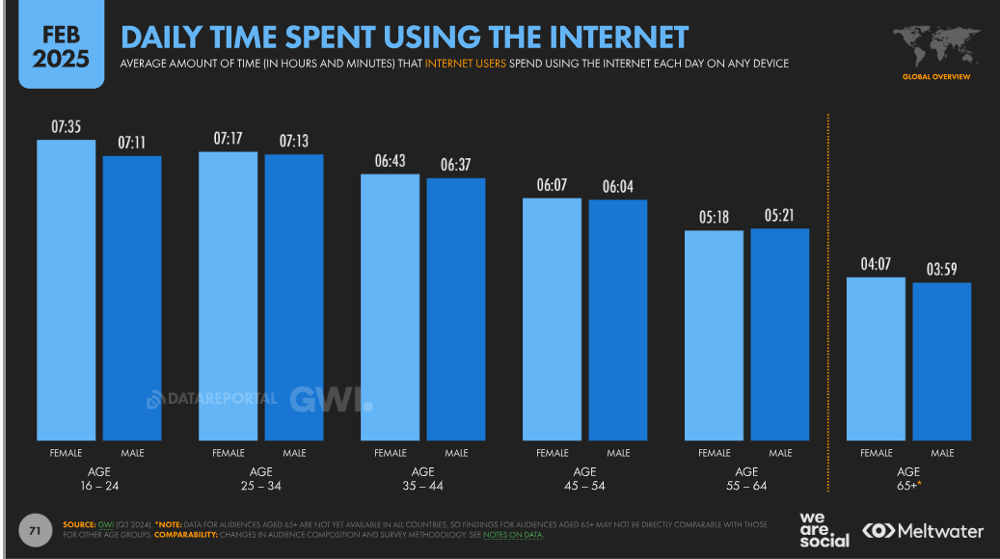 FEB
2025
DAILY TIME SPENT USING THE INTERNET
AVERAGE AMOUNT OF TIME (IN HOURS AND MINUTES) THAT INTERNET USERS SPEND USING THE INTERNET EACH DAY ON ANY DEVICE
GLOBAL OVERVIEW
07:35
07:11
07:17
07:13
06:43
06:37
06:07
06:04
05:18
05:21
04:07
03:59
DATAREPORTAL
GWI.
FEMALE MALE FEMALE MALE FEMALE MALE FEMALE MALE FEMALE MALE FEMALE MALE
AGE AGE AGE AGE AGE AGE
16 – 24 25 – 34 35 – 44 45 – 54 55 – 64 65+*
71
SOURCE: GWI (Q3 2024). *NOTE: DATA FOR AUDIENCES AGED 65+ ARE NOT YET AVAILABLE IN ALL COUNTRIES, SO FINDINGS FOR AUDIENCES AGED 65+ MAY NOT BE DIRECTLY COMPARABLE WITH THOSE
FOR OTHER AGE GROUPS. COMPARABILITY: CHANGES IN AUDIENCE COMPOSITION AND SURVEY METHODOLOGY. SEE NOTES ON DATA.
we
are
social
Meltwater